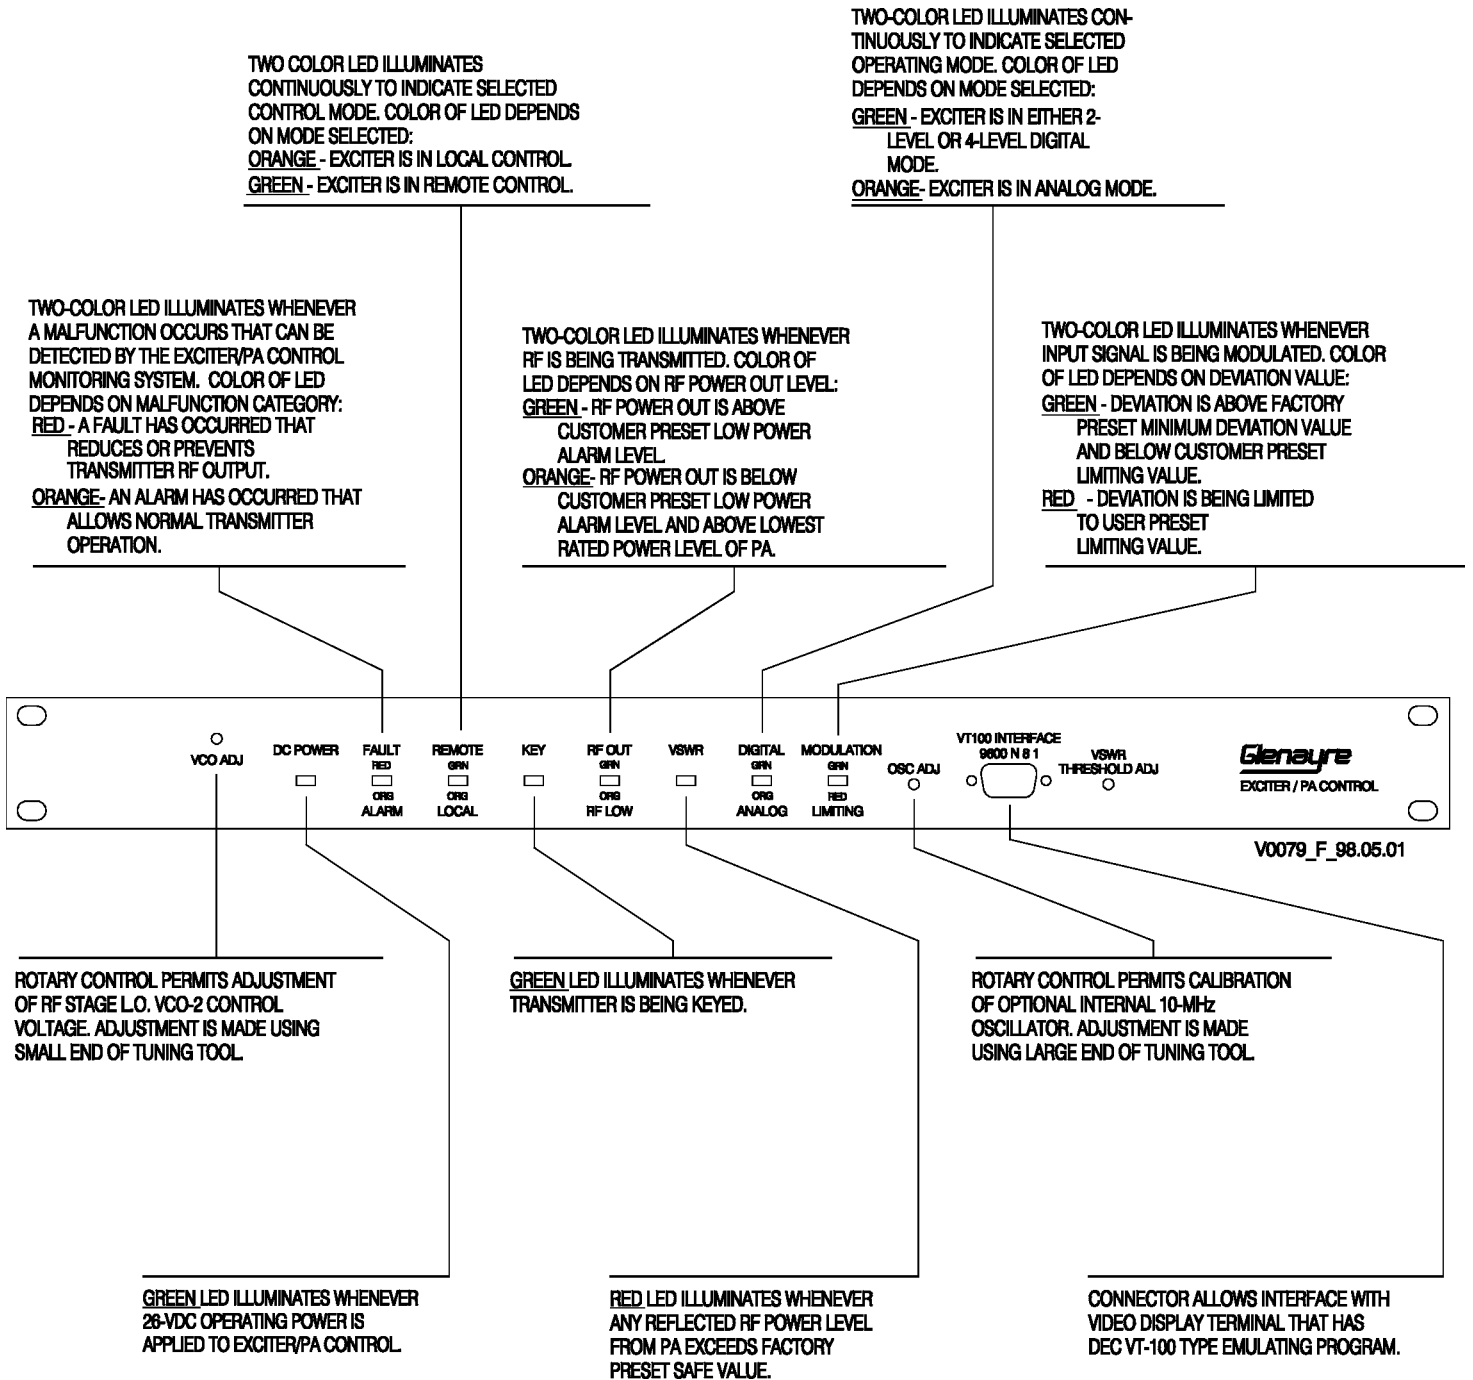 TWO-COLOR LED ILLUMINATES CON-
TINUOUSLY TO INDICATE SELECTED
OPERATING MODE. COLOR OF LED
DEPENDS ON MODE SELECTED:
GREEN - EXCITER IS IN EITHER 2-
LEVEL OR 4-LEVEL DIGITAL
MODE.
ORANGE- EXCITER IS IN ANALOG MODE.
TWO COLOR LED ILLUMINATES
CONTINUOUSLY TO INDICATE SELECTED
CONTROL MODE. COLOR OF LED DEPENDS
ON MODE SELECTED:
ORANGE - EXCITER IS IN LOCAL CONTROL.
GREEN - EXCITER IS IN REMOTE CONTROL.
TWO-COLOR LED ILLUMINATES WHENEVER
A MALFUNCTION OCCURS THAT CAN BE
DETECTED BY THE EXCITER/PA CONTROL
MONITORING SYSTEM. COLOR OF LED
DEPENDS ON MALFUNCTION CATEGORY:
RED - A FAULT HAS OCCURRED THAT
REDUCES OR PREVENTS
TRANSMITTER RF OUTPUT.
ORANGE- AN ALARM HAS OCCURRED THAT
ALLOWS NORMAL TRANSMITTER
OPERATION.
TWO-COLOR LED ILLUMINATES WHENEVER
RF IS BEING TRANSMITTED. COLOR OF
LED DEPENDS ON RF POWER OUT LEVEL:
GREEN - RF POWER OUT IS ABOVE
CUSTOMER PRESET LOW POWER
ALARM LEVEL.
ORANGE- RF POWER OUT IS BELOW
CUSTOMER PRESET LOW POWER
ALARM LEVEL AND ABOVE LOWEST
RATED POWER LEVEL OF PA.
TWO-COLOR LED ILLUMINATES WHENEVER
INPUT SIGNAL IS BEING MODULATED. COLOR
OF LED DEPENDS ON DEVIATION VALUE:
GREEN - DEVIATION IS ABOVE FACTORY
PRESET MINIMUM DEVIATION VALUE
AND BELOW CUSTOMER PRESET
LIMITING VALUE.
RED - DEVIATION IS BEING LIMITED
TO USER PRESET
LIMITING VALUE.
VCO ADJ
DC POWER
FAULT
RED
ORG
ALARM
REMOTE
GRN
ORG
LOCAL
KEY
RF OUT
GRN
ORG
RF LOW
VSWR
DIGITAL
GRN
ORG
ANALOG
MODULATION
GRN
RED
LIMITING
OSC ADJ
VT100 INTERFACE
9600 N 8 1
VSWR
THRESHOLD ADJ
Glenayre
EXCITER / PA CONTROL
V0079_F_98.05.01
ROTARY CONTROL PERMITS ADJUSTMENT
OF RF STAGE L.O. VCO-2 CONTROL
VOLTAGE. ADJUSTMENT IS MADE USING
SMALL END OF TUNING TOOL.
GREEN LED ILLUMINATES WHENEVER
TRANSMITTER IS BEING KEYED.
ROTARY CONTROL PERMITS CALIBRATION
OF OPTIONAL INTERNAL 10-MHz
OSCILLATOR. ADJUSTMENT IS MADE
USING LARGE END OF TUNING TOOL.
GREEN LED ILLUMINATES WHENEVER
26-VDC OPERATING POWER IS
APPLIED TO EXCITER/PA CONTROL.
RED LED ILLUMINATES WHENEVER
ANY REFLECTED RF POWER LEVEL
FROM PA EXCEEDS FACTORY
PRESET SAFE VALUE.
CONNECTOR ALLOWS INTERFACE WITH
VIDEO DISPLAY TERMINAL THAT HAS
DEC VT-100 TYPE EMULATING PROGRAM.